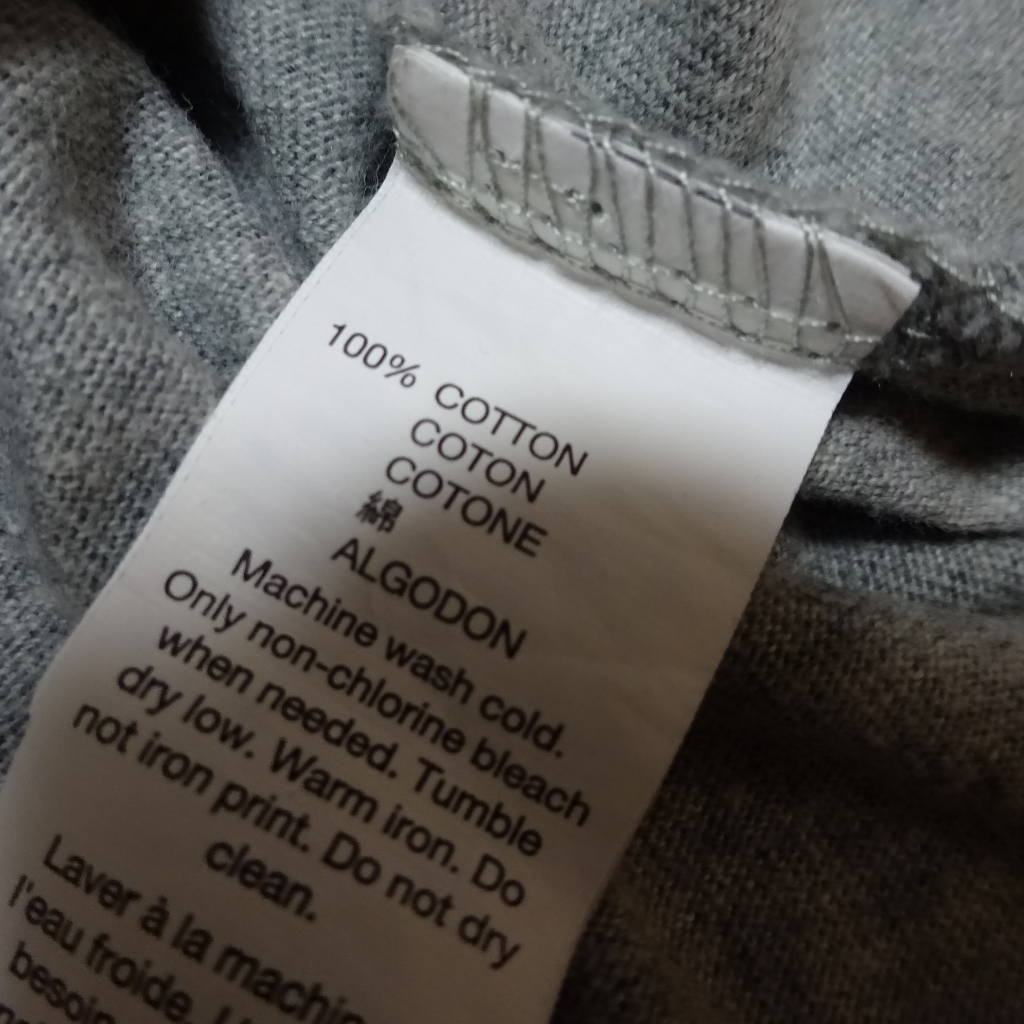 100% COTTON
COTON
COTONE
綿
ALGODON
Machine wash cold.
Only non-chlorine bleach
when needed. Tumble
dry low. Warm iron. Do
not iron print. Do not dry
clean.
Laver à la
l'eau froide.
besoin